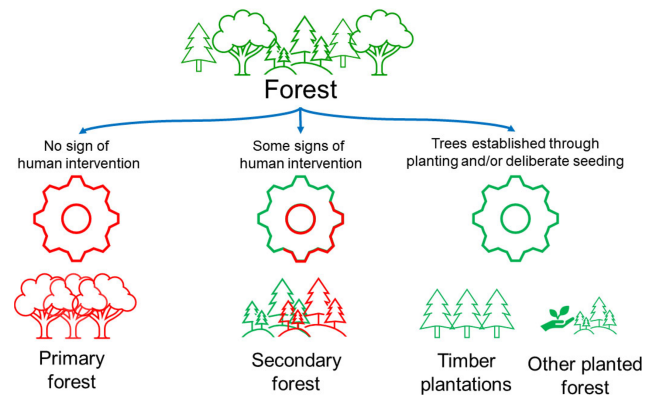 Forest
No sign of
human intervention
Some signs of
human intervention
Trees established through
planting and/or deliberate seeding
Primary
forest
Secondary
forest
Timber
plantations
Other planted
forest